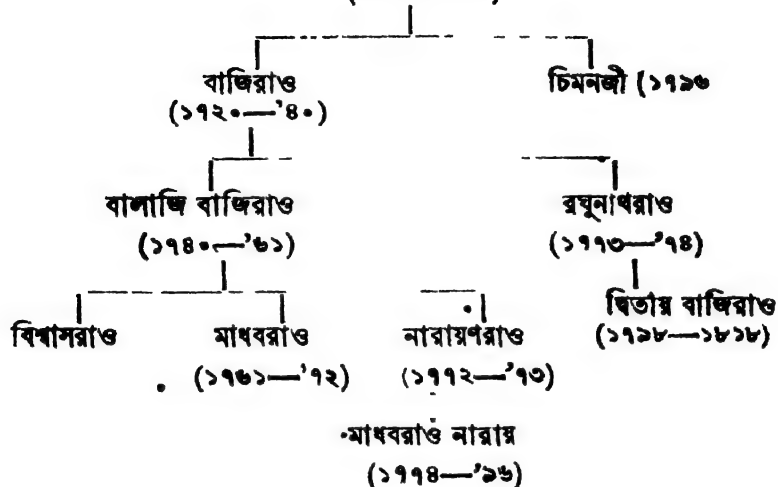 বাজিরাও
চিমনজী (১৭৯৬
(১৭২০—'৪০)
বালাজি বাজিরাও
রঘুনাথরাও
(১৭৪০—'৬১)
(১৭৭৩—'৭৪)
বিশ্বাসরাও
মাধবরাও
নারায়ণরাও
দ্বিতীয় বাজিরাও
(১৭৬১—'৭২)
(১৭৭২—'৭৩)
(১৭৯৮—১৮১৮)
মাধবরাও নারায়
(১৭৭৪—'৯৬)